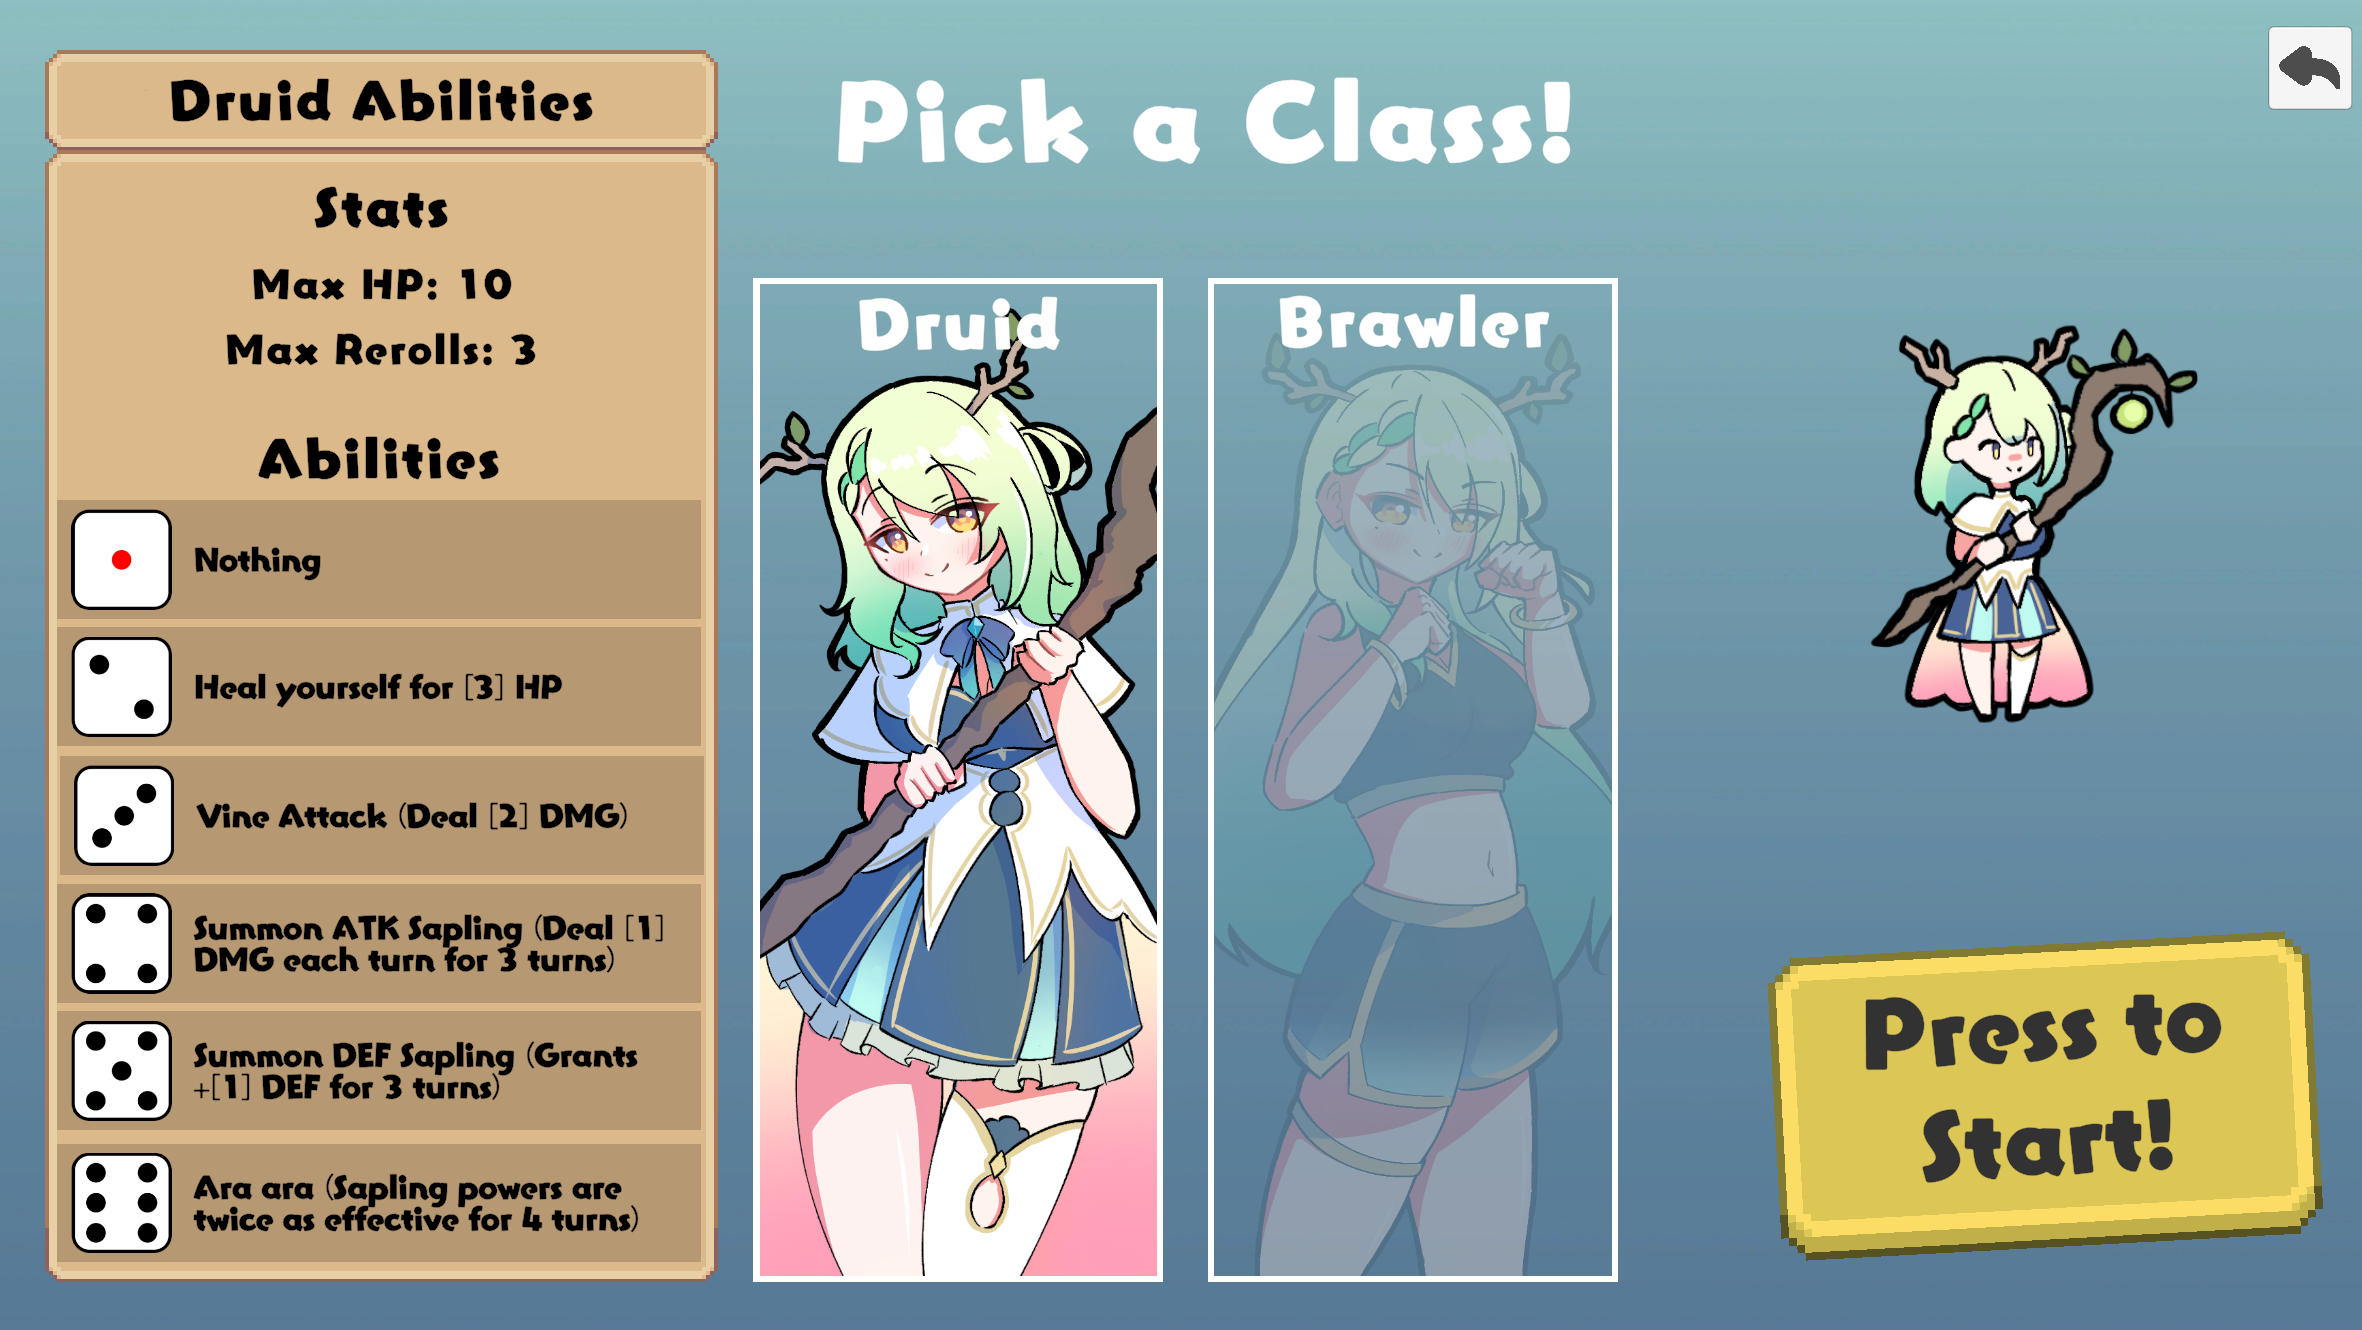 Druid Abilities
Stats
Max HP: 10
Max Rerolls: 3
Abilities
Nothing
Heal yourself for [3] HP
Vine Attack (Deal [2] DMG)
Summon ATK Sapling (Deal [1]
DMG each turn for 3 turns)
Summon DEF Sapling (Grants
+[1] DEF for 3 turns)
Ara ara (Sapling powers are
twice as effective for 4 turns)
Pick a Class!
Druid
Brawler
Press to
Start!